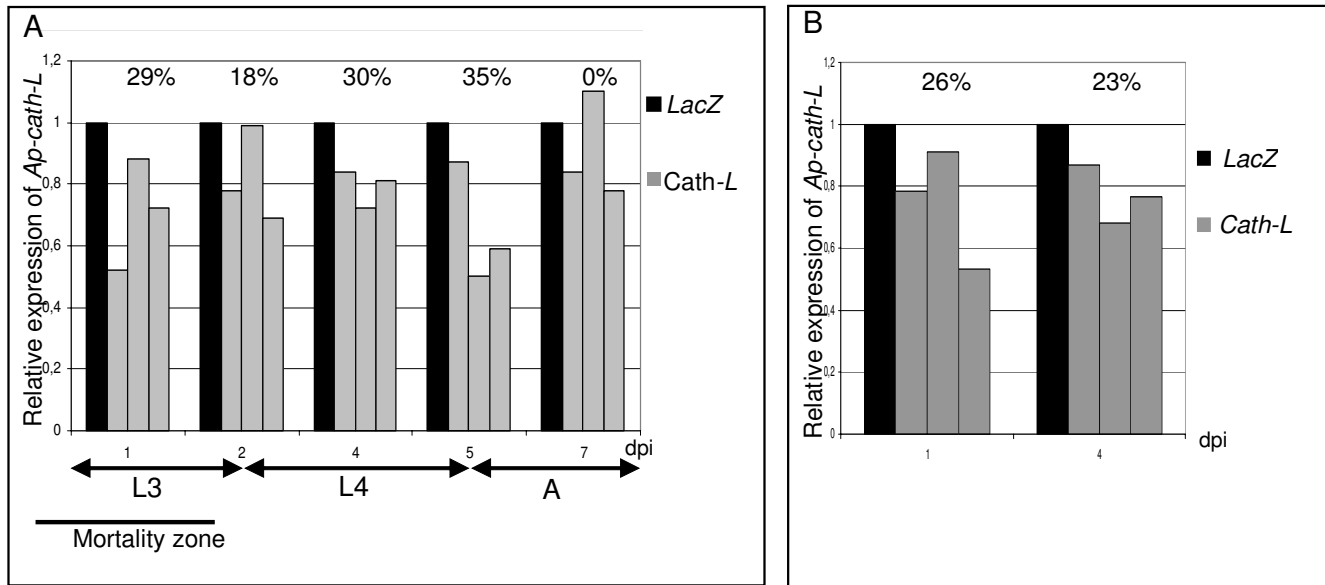 A
Relative expression of Ap-cath-L
1,2
1
0,8
0,6
0,4
0,2
0
29% 18% 30% 35% 0%
LacZ
Cath-L
1 2 4 5 7 dpi
L3 L4 A
Mortality zone
B
Relative expression of Ap-cath-L
1,2
1
0,8
0,6
0,4
0,2
0
26% 23%
LacZ
Cath-L
1 4 dpi